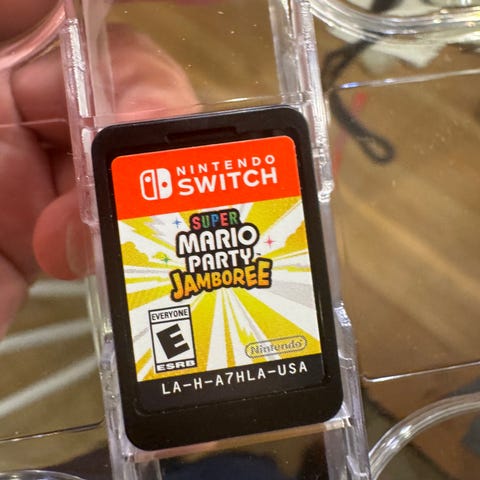 NINTENDO
SWITCH
SUPER
MARIO
PARTY
JAMBOREE
EVERYONE
E
ESRB
Nintendo
LA-H-A7HLA-USA